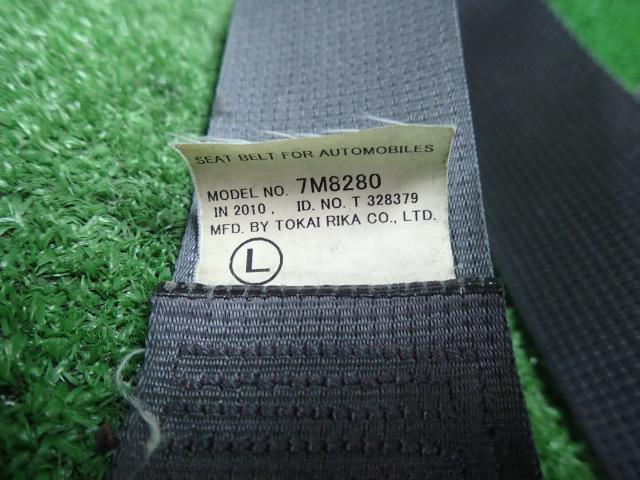 SEAT BELT FOR AUTOMOBILES
MODEL NO. 7M8280
IN 2010 , ID. NO. T 328379
MFD. BY TOKAI RIKA CO., LTD.
L